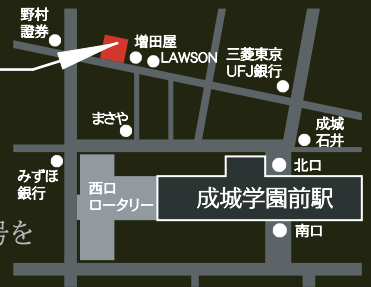 野村
證券
増田屋
LAWSON
三菱東京
UFJ銀行
まさや
成城
石井
みずほ
銀行
西口
ロータリー
北口
成城学園前駅
南口
号を